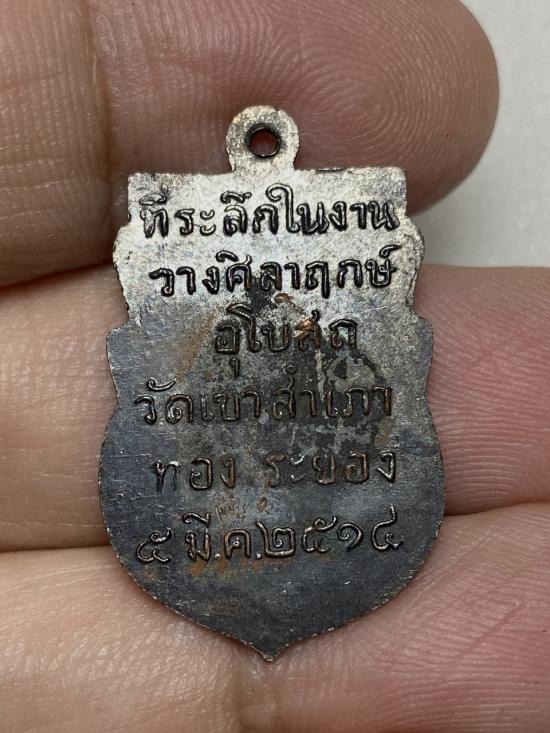 ที่ระลึกในงาน
วางศิลาฤกษ์
อุโบสถ
วัดเขาสำเภา
ทอง ระยอง
๕ มี.ค.๒๕๑๔